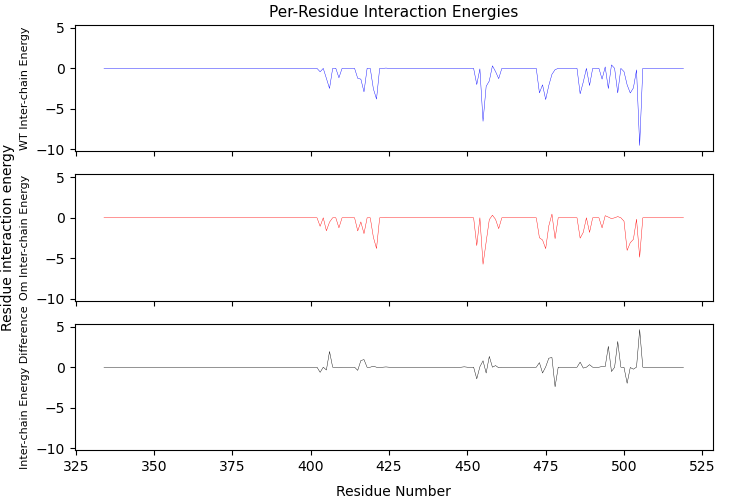 Per-Residue Interaction Energies
Residue interaction energy
WT Inter-chain Energy
5
0
−5
−10
Om Inter-chain Energy
5
0
−5
−10
Inter-chain Energy Difference
5
0
−5
−10
325 350 375 400 425 450 475 500 525
Residue Number